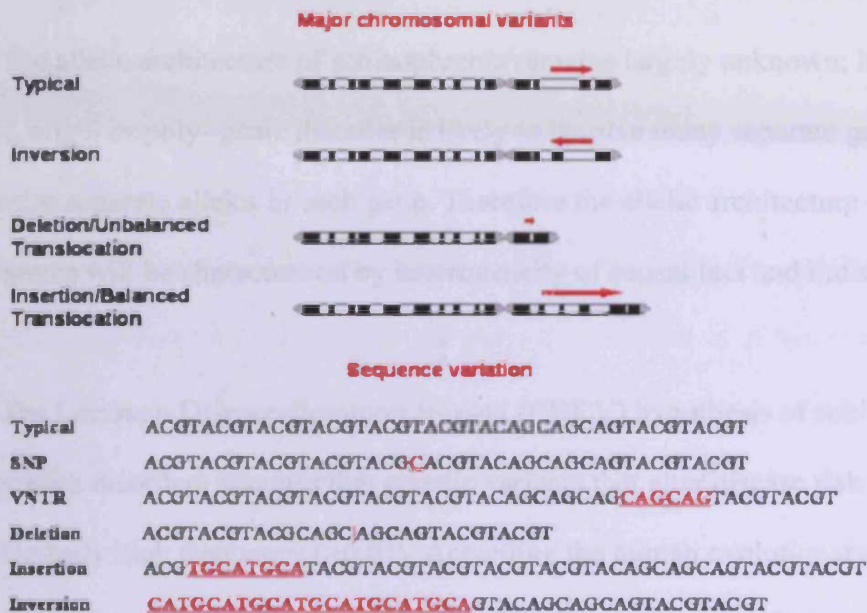 Major chromosomal variants
Typical
Inversion
Deletion/Unbalanced
Translocation
Insertion/Balanced
Translocation
Sequence variation
Typical ACGTACGTACGTACGTACGTACGTACAGCAGCAGTACGTACGT
SNP ACGTACGTACGTACGTACGCACGTACAGCAGCAGTACGTACGT
VNTR ACGTACGTACGTACGTACGTACGTACAGCAGCAGCAGCAGTACGTACGT
Deletion ACGTACGTACGCAGC|AGCAGTACGTACGT
Insertion ACGTGCATGCATACGTACGTACGTACGTACGTACAGCAGCAGTACGTACGT
Inversion CATGCATGCATGCATGCATGCAGTACAGCAGCAGTACGTACGT